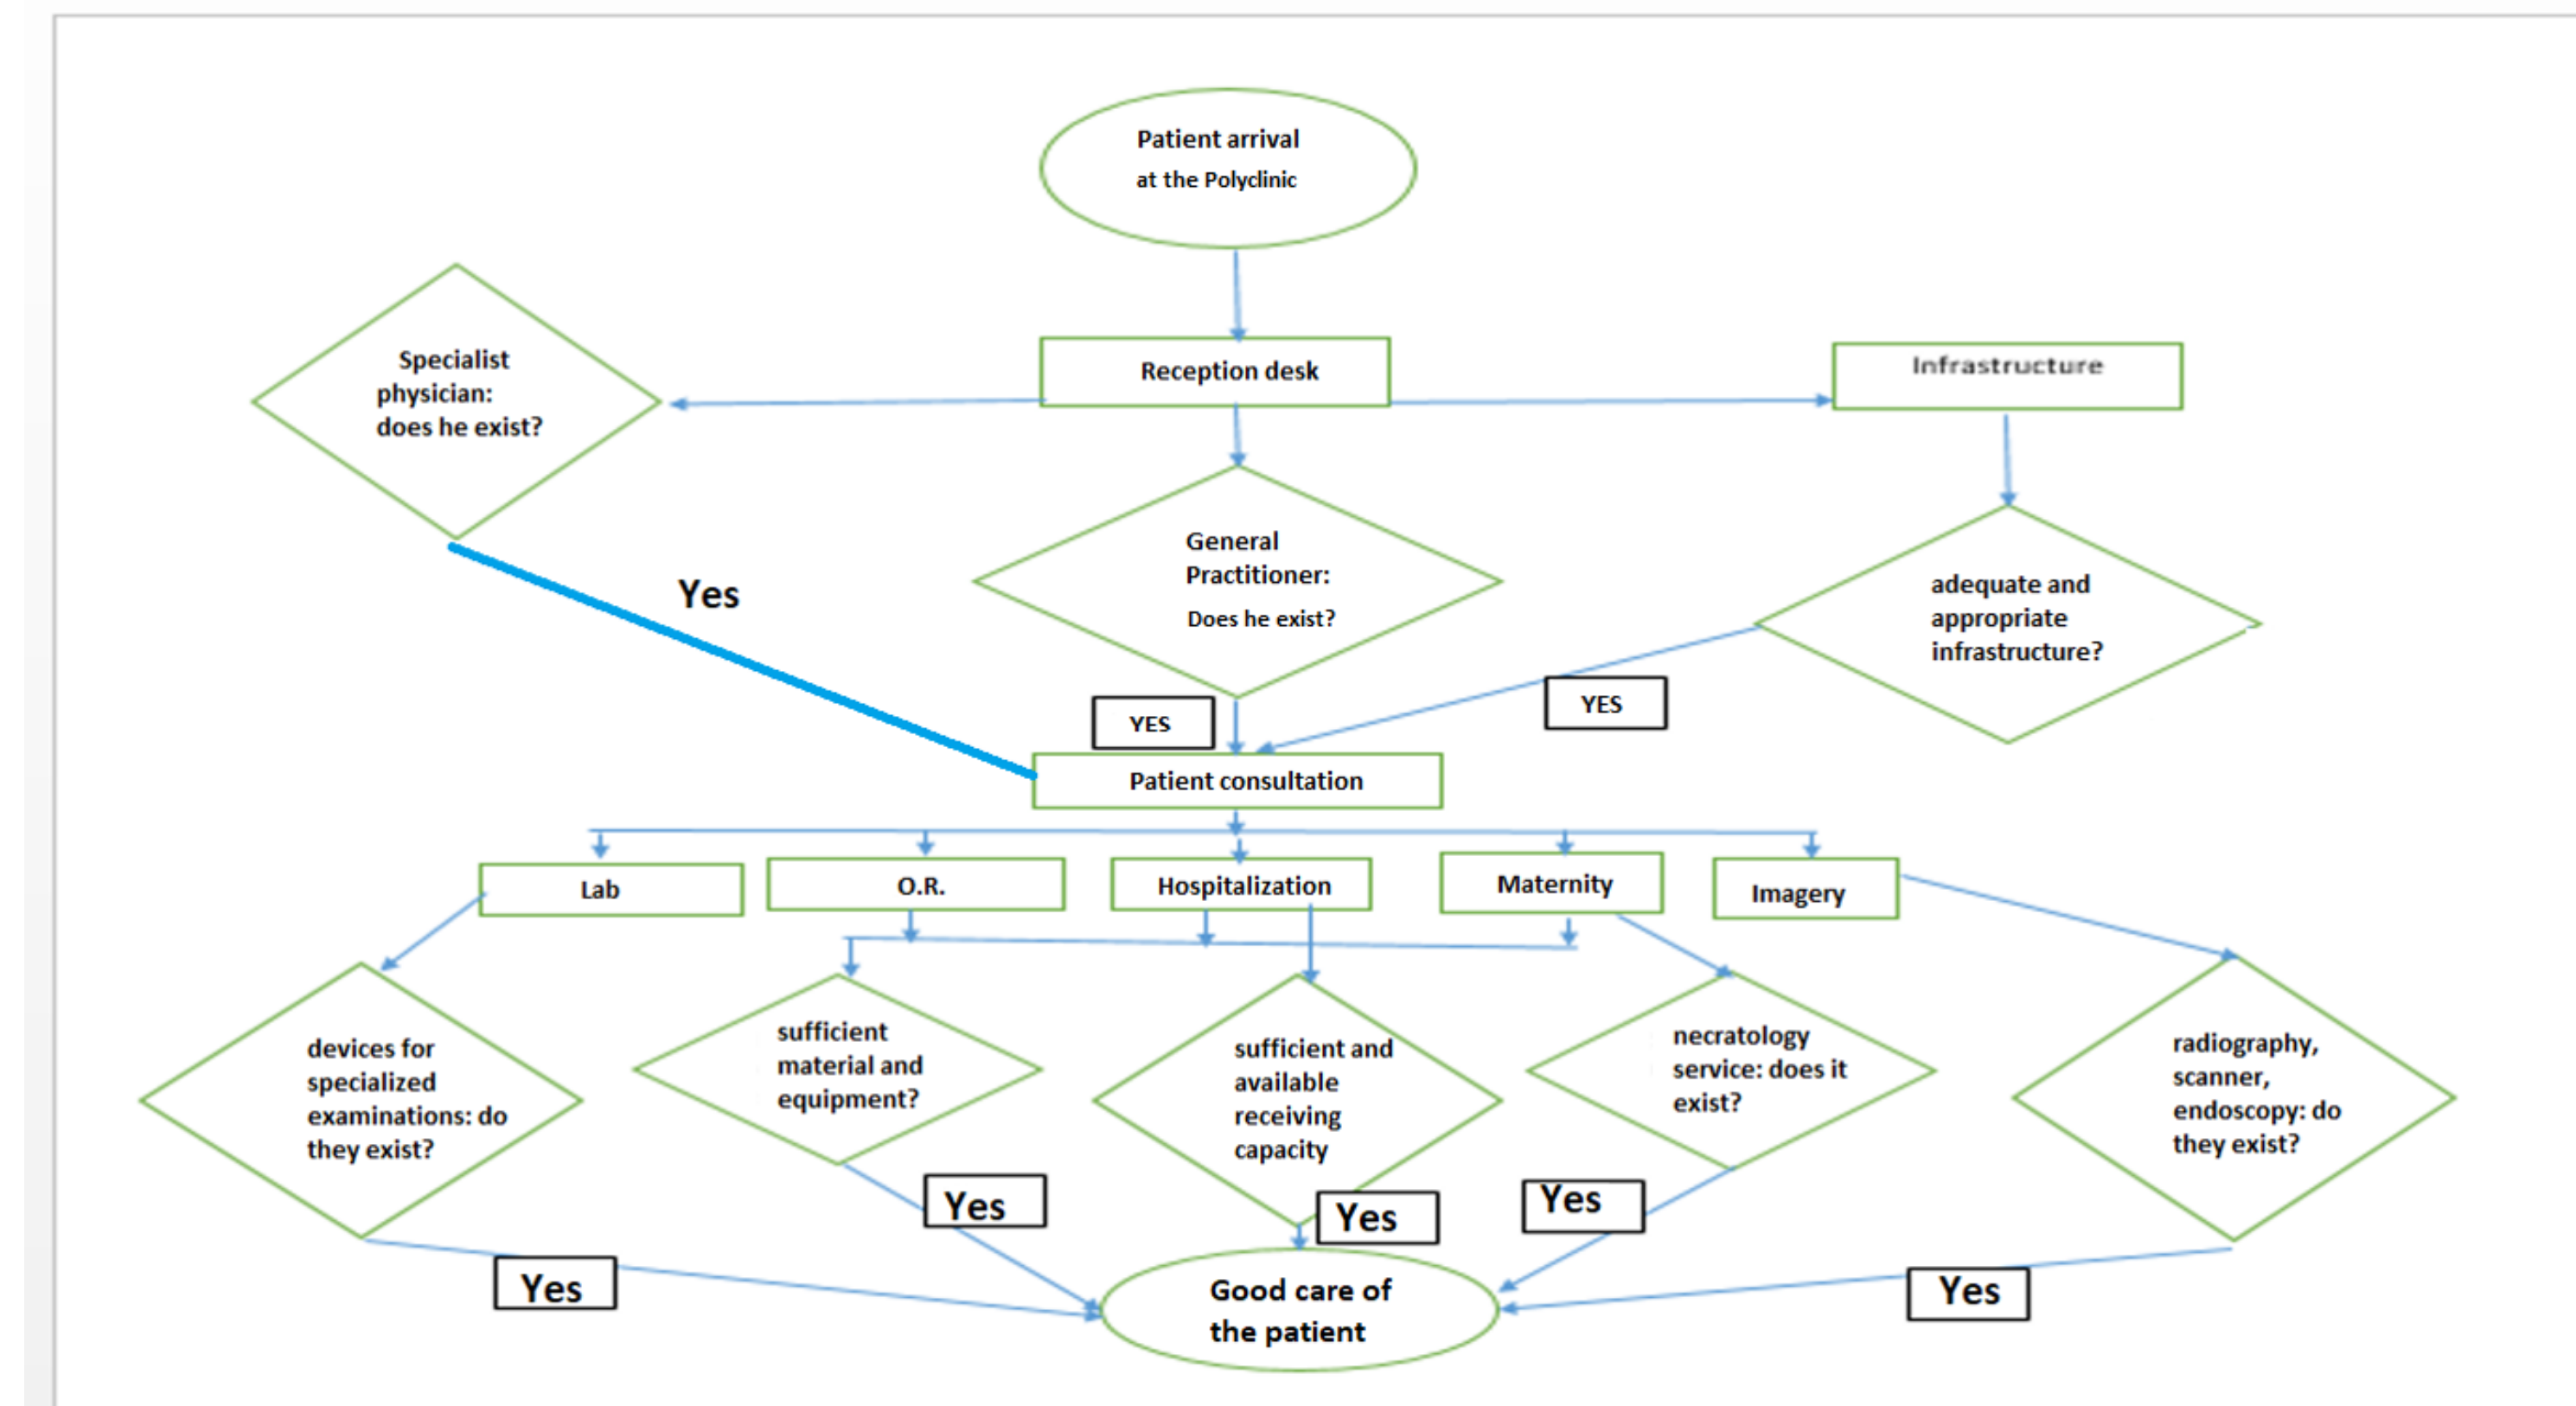 Patient arrival
at the Polyclinic
Specialist
physician:
does he exist?
Reception desk
Infrastructure
General
Practitioner:
Does he exist?
adequate and
appropriate
infrastructure?
Yes
YES
YES
Patient consultation
Lab
O.R.
Hospitalization
Maternity
Imagery
devices for
specialized
examinations: do
they exist?
sufficient
material and
equipment?
sufficient and
available
receiving
capacity
necratology
service: does it
exist?
radiography,
scanner,
endoscopy: do
they exist?
Yes
Yes
Yes
Yes
Yes
Good care of
the patient